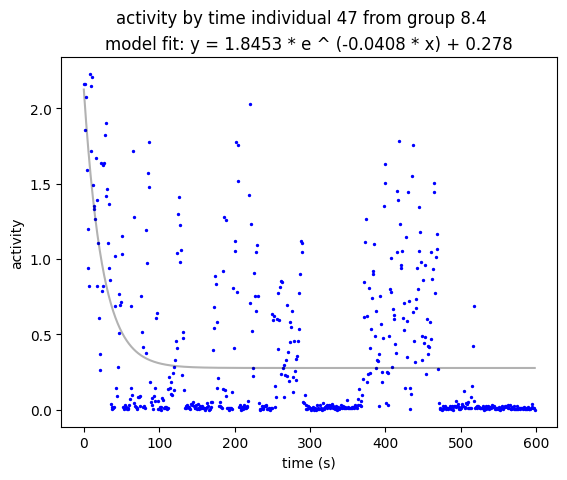 activity by time individual 47 from group 8.4
model fit: y = 1.8453 * e ^ (-0.0408 * x) + 0.278
2.0
1.5
1.0
0.5
0.0
activity
0 100 200 300 400 500 600
time (s)